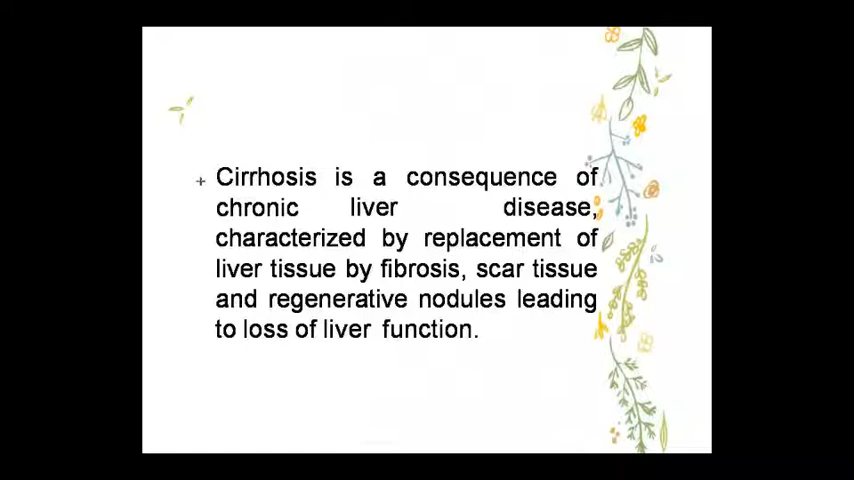 + Cirrhosis is a consequence of
chronic liver disease,
characterized by replacement of
liver tissue by fibrosis, scar tissue
and regenerative nodules leading
to loss of liver function.